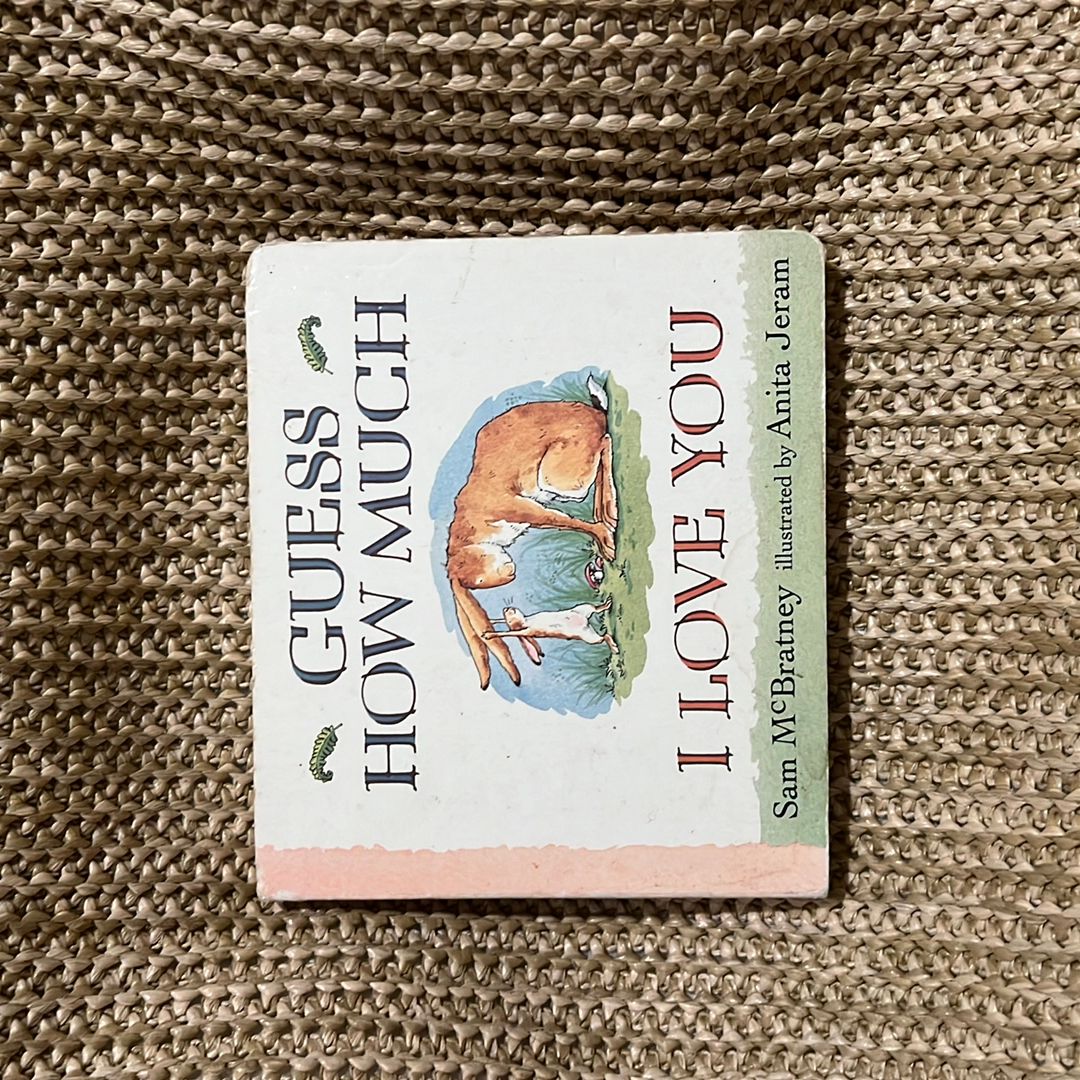 GUESS
HOW MUCH
I LOVE YOU
Sam McBratney illustrated by Anita Jeram